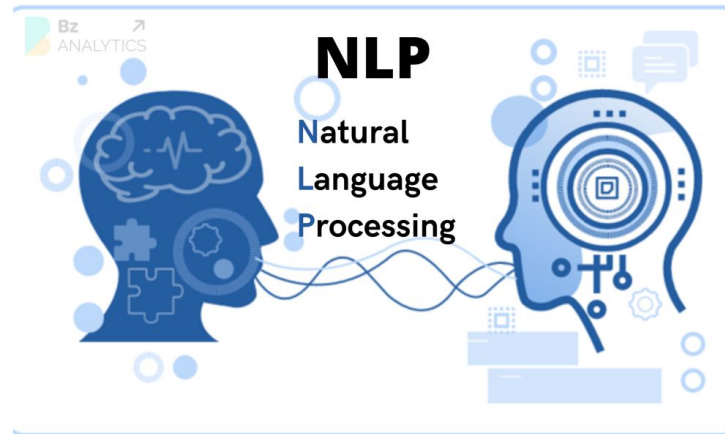 Bz
ANALYTICS
NLP
Natural
Language
Processing